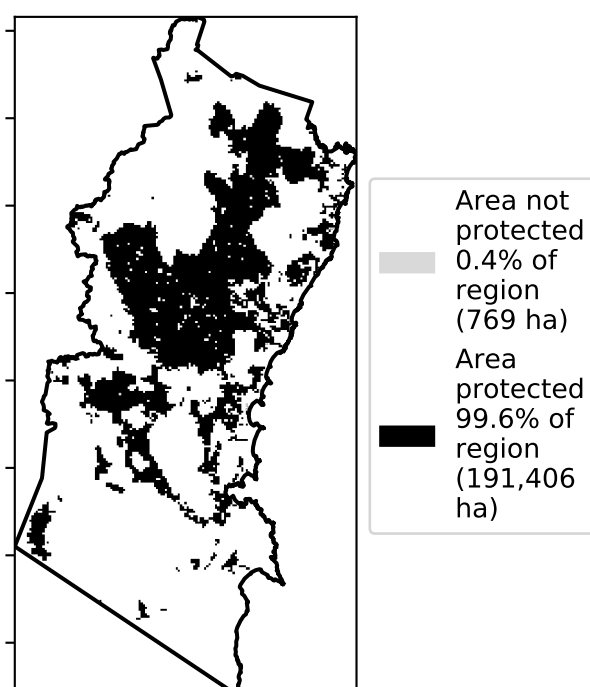 Area not
protected
0.4% of
region
(769 ha)
Area
protected
99.6% of
region
(191,406
ha)